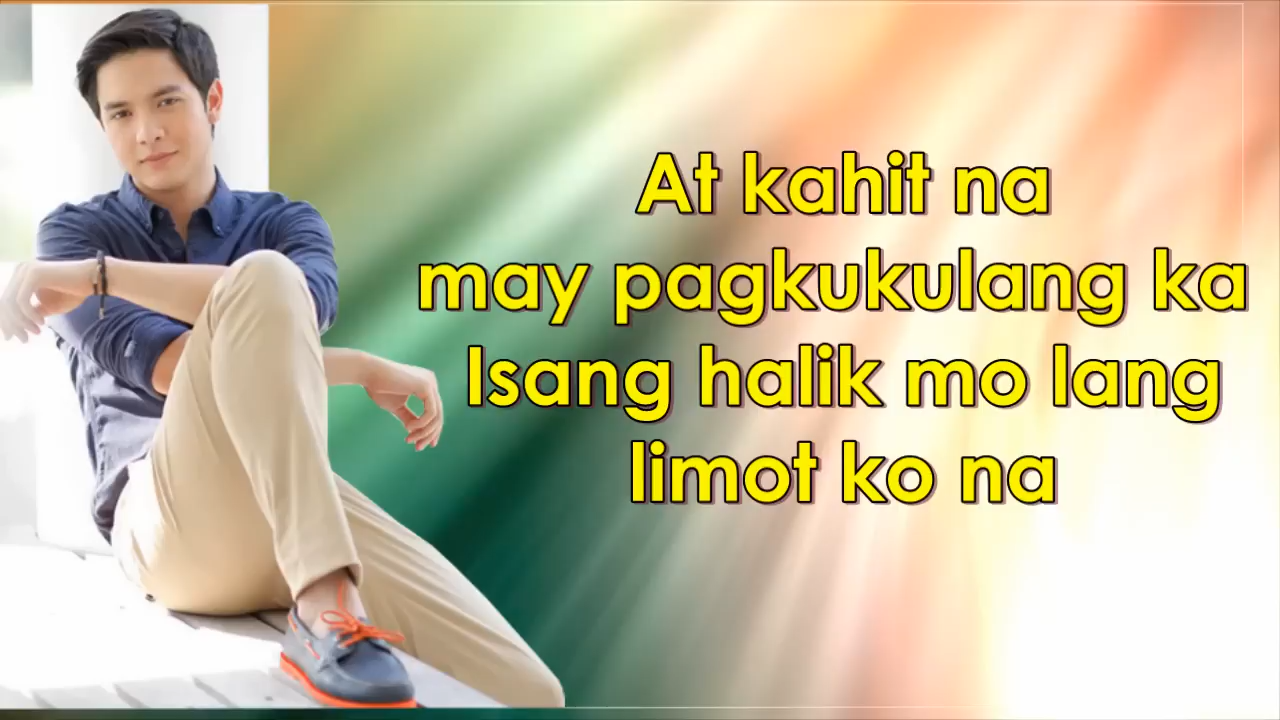 At kahit na
may pagkukulang ka
Isang halik mo lang
limot ko na